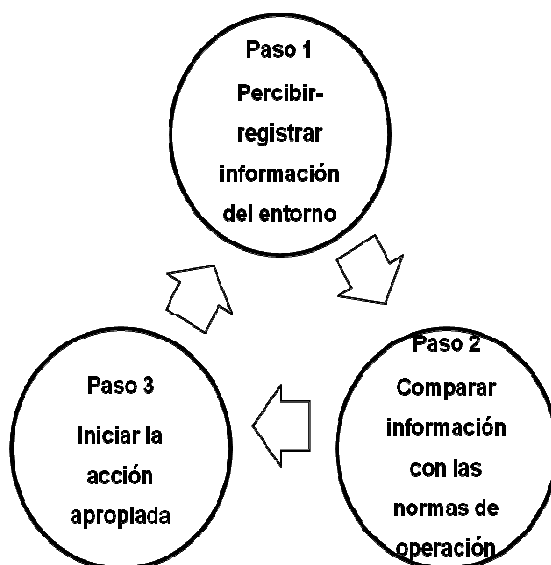 Paso 1
Percibir-
registrar
información
del entorno
Paso 2
Comparar
información
con las
normas de
operación
Paso 3
Iniciar la
acción
aproplada